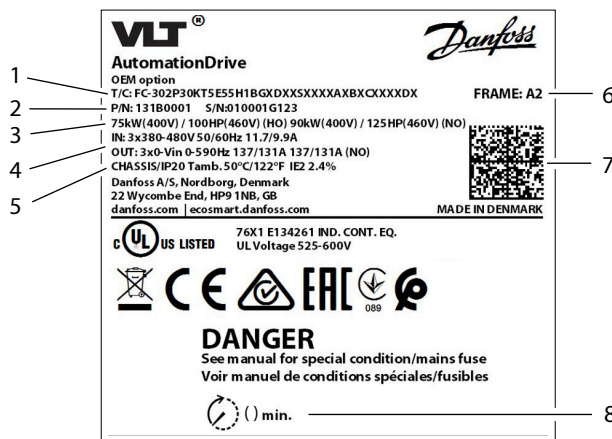 VLT ® Danfoss
AutomationDrive
OEM option
1 T/C: FC-302P30KT5E55H1BGXDXXSXXXXAXBXCXXXXDX FRAME: A2 6
2 P/N: 131B0001 S/N:010001G123
3 75kW(400V) / 100HP(460V) (HO) 90kW(400V) / 125HP(460V) (NO)
IN: 3x380-480V 50/60Hz 11.7/9.9A
4 OUT: 3x0-Vin 0-590Hz 137/131A 137/131A (NO)
5 CHASSIS/IP20 Tamb. 50°C/122°F IE2 2.4%
7
Danfoss A/S, Nordborg, Denmark
22 Wycombe End, HP9 1NB, GB
danfoss.com | ecosmart.danfoss.com MADE IN DENMARK
c UL US LISTED 76X1 E134261 IND. CONT. EQ.
UL Voltage 525-600V
CE EAC 089
DANGER
See manual for special condition/mains fuse
Voir manuel de conditions spéciales/fusibles
( ) min. 8